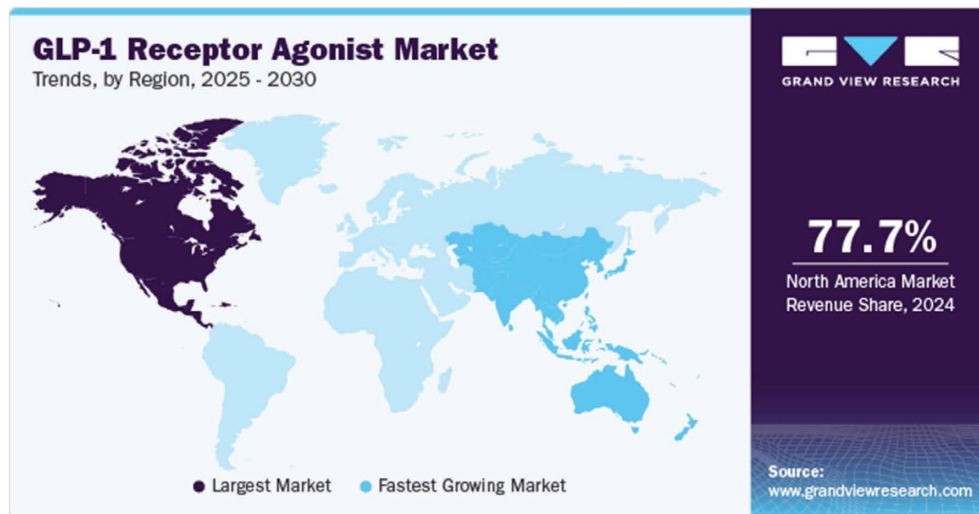 GLP-1 Receptor Agonist Market
Trends, by Region, 2025 - 2030
GRAND VIEW RESEARCH
77.7%
North America Market
Revenue Share, 2024
Largest Market
Fastest Growing Market
Source:
www.grandviewresearch.com